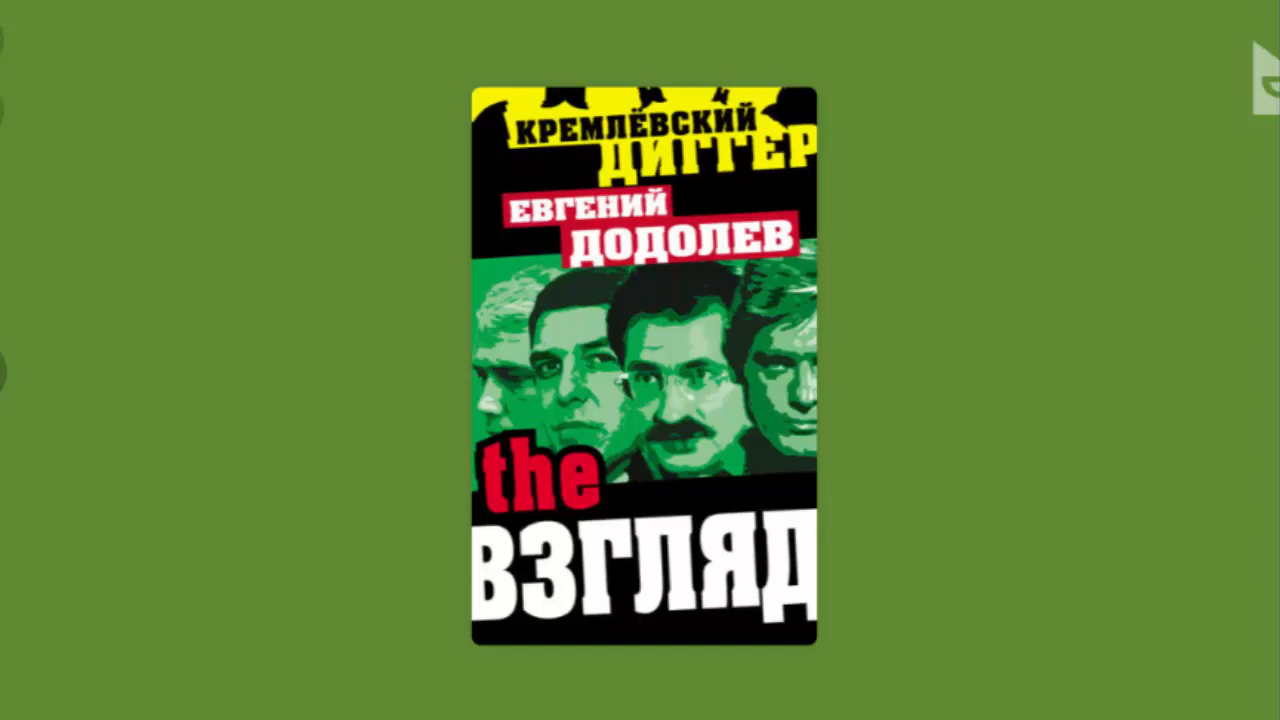 КРЕМЛЁВСКИЙ
ДИГГЕР
ЕВГЕНИЙ
ДОДОЛЕВ
the
ВЗГЛЯД